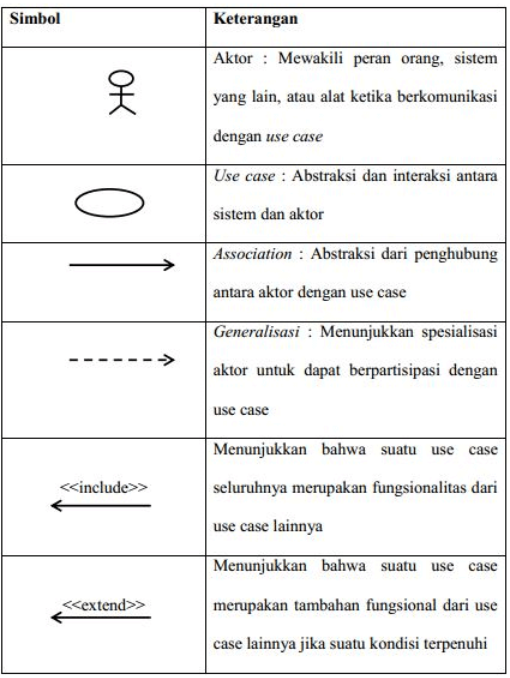 Simbol Keterangan
Aktor : Mewakili peran orang, sistem
yang lain, atau alat ketika berkomunikasi
dengan use case
Use case : Abstraksi dan interaksi antara
sistem dan aktor
Association : Abstraksi dari penghubung
antara aktor dengan use case
Generalisasi : Menunjukkan spesialisasi
aktor untuk dapat berpartisipasi dengan
use case
Menunjukkan bahwa suatu use case
<<include>> seluruhnya merupakan fungsionalitas dari
use case lainnya
Menunjukkan bahwa suatu use case
<<extend>> merupakan tambahan fungsional dari use
case lainnya jika suatu kondisi terpenuhi